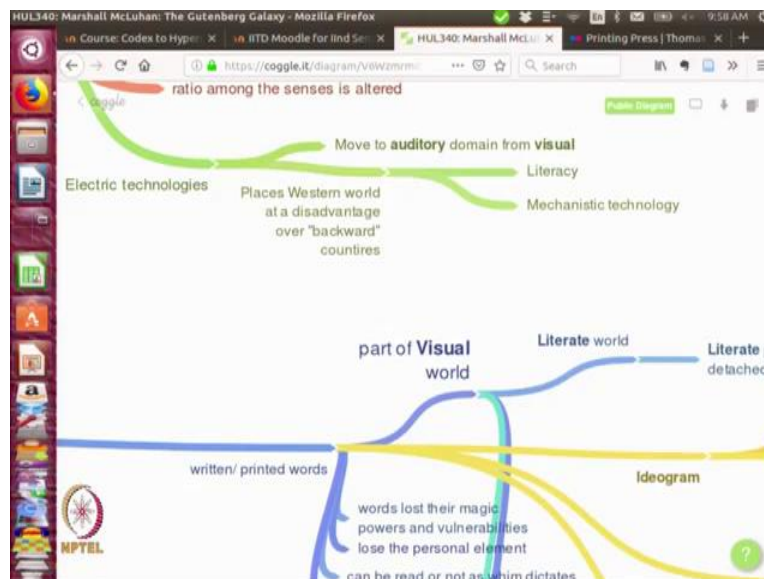 HUL340: Marshall McLuhan: The Gutenberg Galaxy - Mozilla Firefox
En
9:58 AM
Course: Codex to Hyper
IITD Moodle for IInd Se
HUL340: Marshall McLu
Printing Press | Thomas
https://coggle.it/diagram/
Search
ratio among the senses is altered
coggle
Public Diagram
Move to auditory domain from visual
Electric technologies
Literacy
Places Western world
at a disadvantage
over "backward"
countires
Mechanistic technology
part of Visual
world
Literate world
Literate
detached
written/ printed words
Ideogram
words lost their magic
powers and vulnerabilities
lose the personal element
can be read or not as whim dictates
a
NPTEL
?